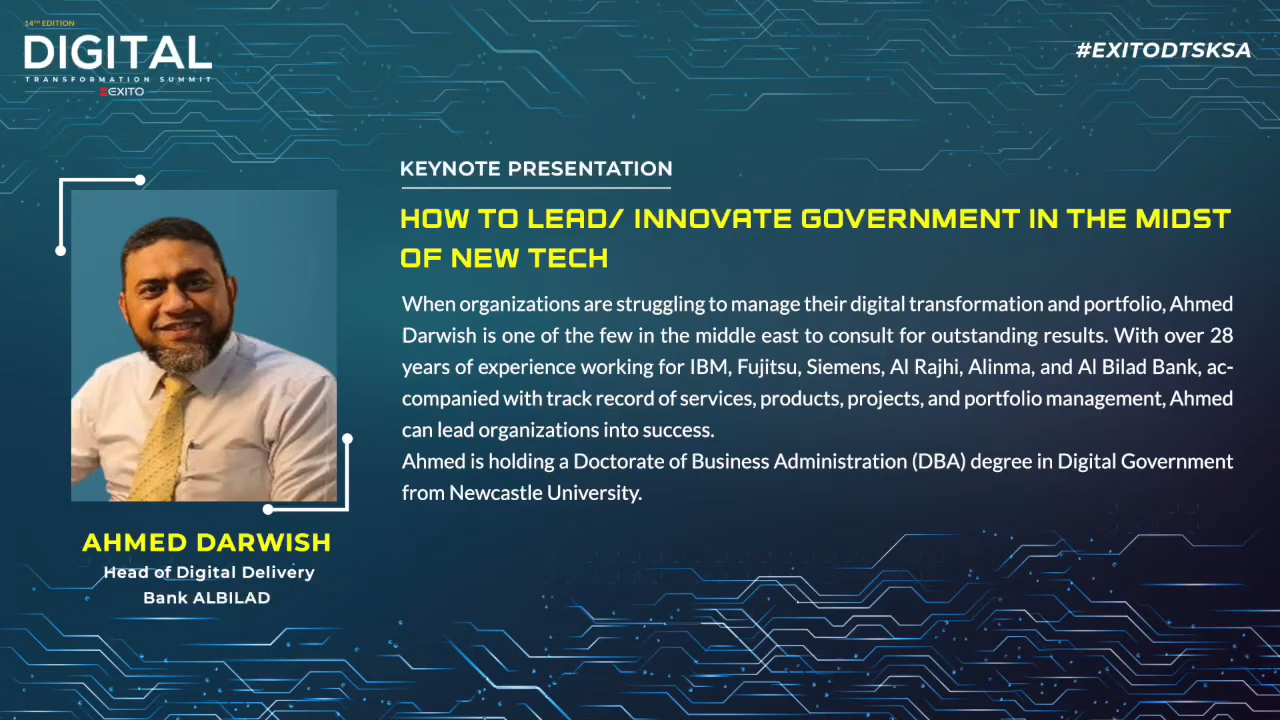 14TH EDITION
DIGITAL
TRANSFORMATION SUMMIT
EXITO
#EXITODTSKSA
KEYNOTE PRESENTATION
HOW TO LEAD/ INNOVATE GOVERNMENT IN THE MIDST
OF NEW TECH
When organizations are struggling to manage their digital transformation and portfolio, Ahmed
Darwish is one of the few in the middle east to consult for outstanding results. With over 28
years of experience working for IBM, Fujitsu, Siemens, Al Rajhi, Alinma, and Al Bilad Bank, ac-
companied with track record of services, products, projects, and portfolio management, Ahmed
can lead organizations into success.
Ahmed is holding a Doctorate of Business Administration (DBA) degree in Digital Government
from Newcastle University.
AHMED DARWISH
Head of Digital Delivery
Bank ALBILAD